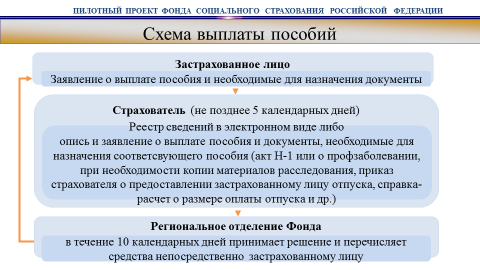 ПИЛОТНЫЙ ПРОЕКТ ФОНДА СОЦИАЛЬНОГО СТРАХОВАНИЯ РОССИЙСКОЙ ФЕДЕРАЦИИ
Схема выплаты пособий
Застрахованное лицо
Заявление о выплате пособия и необходимые для назначения документы
Страхователь (не позднее 5 календарных дней)
Реестр сведений в электронном виде либо
опись и заявление о выплате пособия и документы, необходимые для
назначения соответсвующего пособия (акт Н-1 или о профзаболевании,
при необходимости копии материалов расследования, приказ
страхователя о предоставлении застрахованному лицу отпуска, справка-
расчет о размере оплаты отпуска и др.)
Региональное отделение Фонда
в течение 10 календарных дней принимает решение и перечисляет
средства непосредственно застрахованному лицу